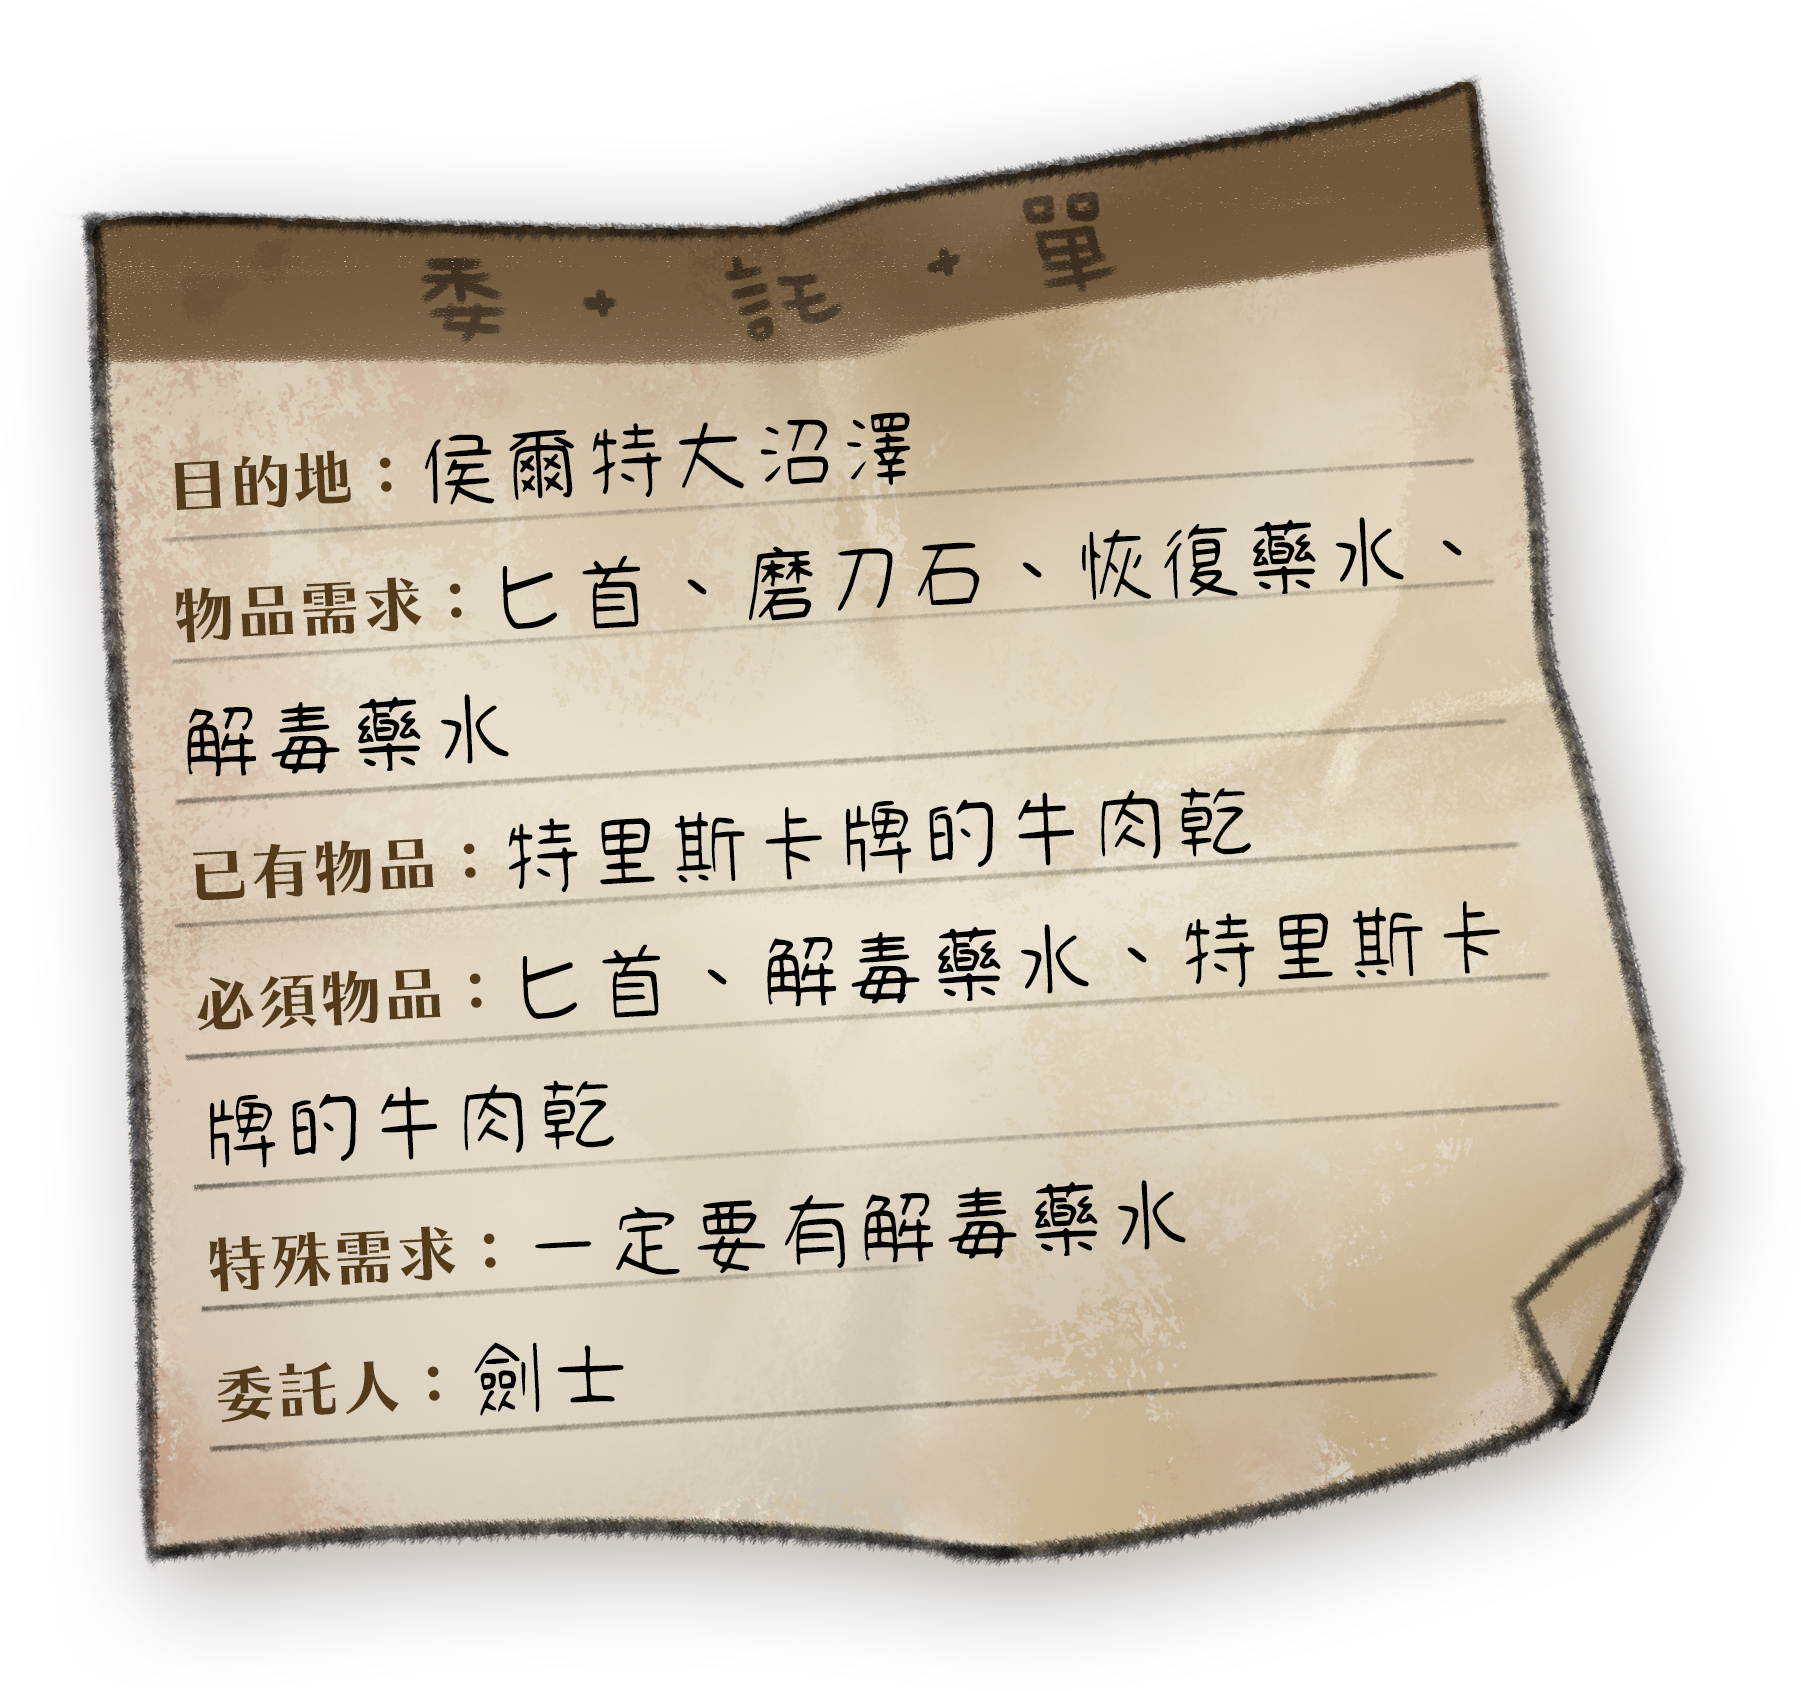 委+託+單
目的地：侯爾特大沼澤
物品需求：匕首、磨刀石、恢復藥水、
解毒藥水
已有物品：特里斯卡牌的牛肉乾
必須物品：匕首、解毒藥水、特里斯卡
牌的牛肉乾
特殊需求：一定要有解毒藥水
委託人：劍士